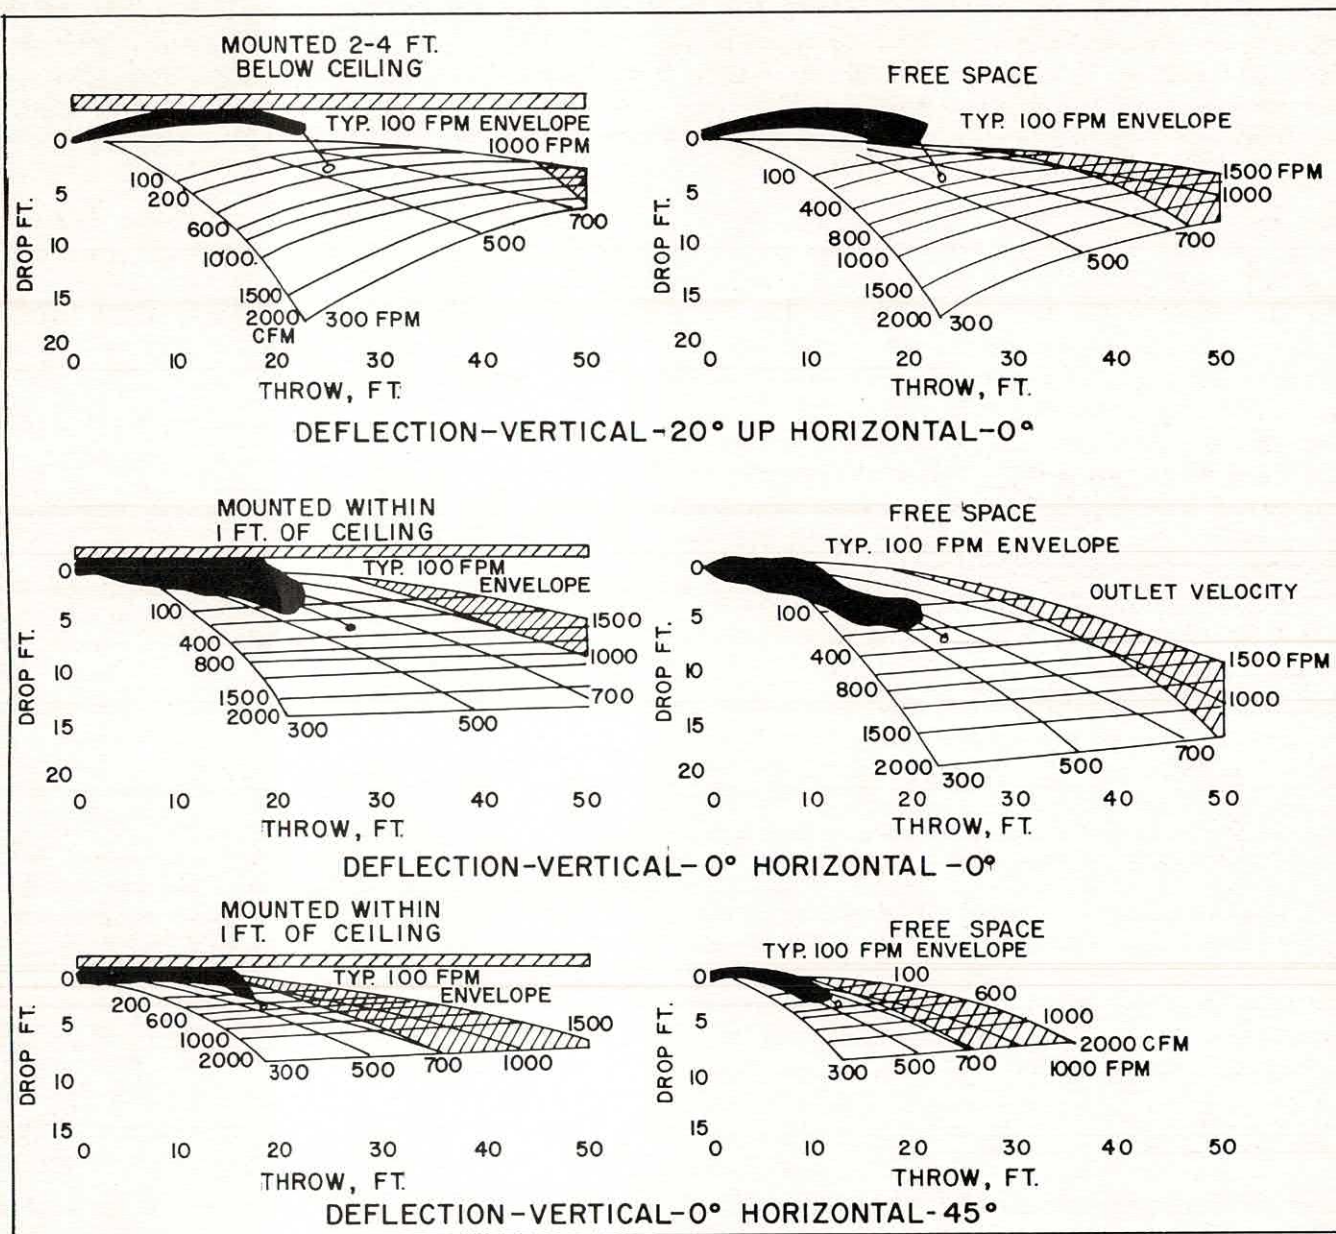 MOUNTED 2-4 FT.
BELOW CEILING
TYP. 100 FPM ENVELOPE
1000 FPM
0
5
10
15
20
DROP FT.
100
200
600
1000
1500
2000
CFM
300 FPM
500
700
0 10 20 30 40 50
THROW, FT.
FREE SPACE
TYP. 100 FPM ENVELOPE
0
5
10
15
20
DROP FT.
100
400
800
1000
1500
2000
300
500
700
1000
1500 FPM
0 10 20 30 40 50
THROW, FT.
DEFLECTION-VERTICAL-20° UP HORIZONTAL-0°
MOUNTED WITHIN
1 FT. OF CEILING
TYP. 100 FPM
ENVELOPE
0
5
10
15
20
DROP FT.
100
400
800
1500
2000
300
500
700
1000
1500
0 10 20 30 40 50
THROW, FT.
FREE SPACE
TYP. 100 FPM ENVELOPE
OUTLET VELOCITY
0
5
10
15
20
DROP FT.
100
400
800
1500
2000
300
500
700
1000
1500 FPM
0 10 20 30 40 50
THROW, FT.
DEFLECTION-VERTICAL-0° HORIZONTAL-0°
MOUNTED WITHIN
1 FT. OF CEILING
TYP. 100 FPM
ENVELOPE
0
5
10
15
DROP FT.
200
600
1000
2000
300
500
700
1000
1500
0 10 20 30 40 50
THROW, FT.
FREE SPACE
TYP. 100 FPM ENVELOPE
0
5
10
15
DROP FT.
100
600
1000
2000 CFM
300
500
700
1000 FPM
0 10 20 30 40 50
THROW, FT.
DEFLECTION-VERTICAL-0° HORIZONTAL-45°